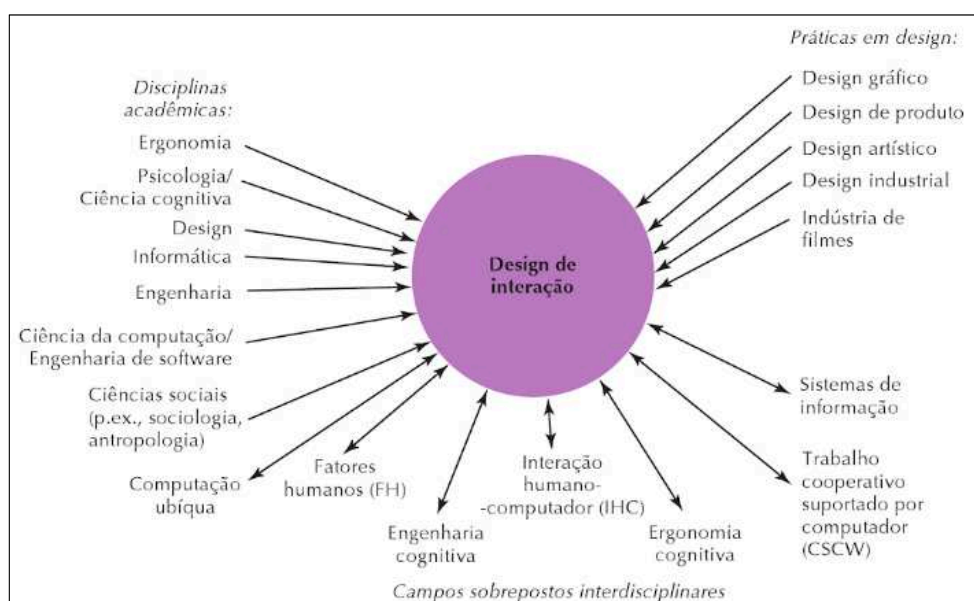 Disciplinas
acadêmicas:
Ergonomia
Psicologia/
Ciência cognitiva
Design
Informática
Engenharia
Ciência da computação/
Engenharia de software
Ciências sociais
(p.ex., sociologia,
antropologia)
Práticas em design:
Design gráfico
Design de produto
Design artístico
Design industrial
Indústria de
filmes
Design de
interação
Computação
ubíqua
Fatores
humanos (FH)
Engenharia
cognitiva
Interação
humano-
-computador (IHC)
Ergonomia
cognitiva
Sistemas de
informação
Trabalho
cooperativo
suportado por
computador
(CSCW)
Campos sobrepostos interdisciplinares